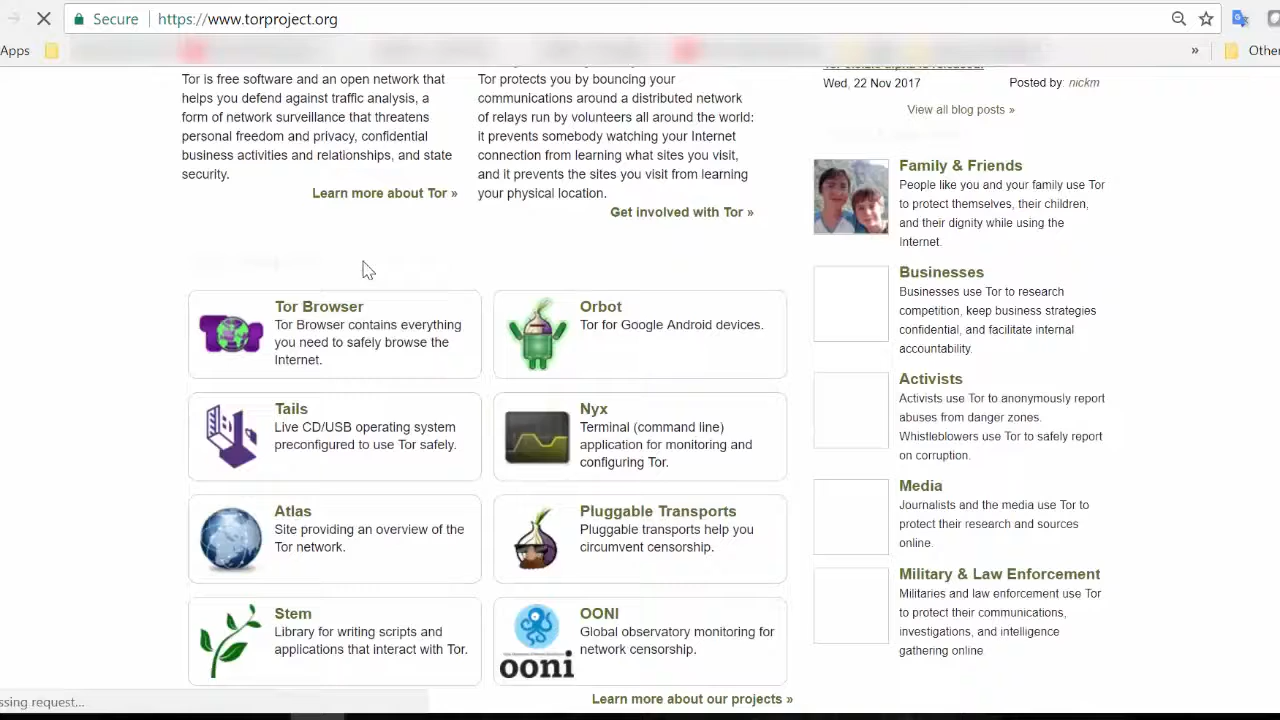 Secure
https://www.torproject.org
Apps
»
Other
Tor is free software and an open network that
helps you defend against traffic analysis, a
form of network surveillance that threatens
personal freedom and privacy, confidential
business activities and relationships, and state
security.
Learn more about Tor »
Tor protects you by bouncing your
communications around a distributed network
of relays run by volunteers all around the world:
it prevents somebody watching your Internet
connection from learning what sites you visit,
and it prevents the sites you visit from learning
your physical location.
Get involved with Tor »
Tor Browser
Tor Browser contains everything
you need to safely browse the
Internet.
Orbot
Tor for Google Android devices.
Tails
Live CD/USB operating system
preconfigured to use Tor safely.
Nyx
Terminal (command line)
application for monitoring and
configuring Tor.
Atlas
Site providing an overview of the
Tor network.
Pluggable Transports
Pluggable transports help you
circumvent censorship.
Stem
Library for writing scripts and
applications that interact with Tor.
ooni
OONI
Global observatory monitoring for
network censorship.
Learn more about our projects »
Wed, 22 Nov 2017 Posted by: nickm
View all blog posts »
Family & Friends
People like you and your family use Tor
to protect themselves, their children,
and their dignity while using the
Internet.
Businesses
Businesses use Tor to research
competition, keep business strategies
confidential, and facilitate internal
accountability.
Activists
Activists use Tor to anonymously report
abuses from danger zones.
Whistleblowers use Tor to safely report
on corruption.
Media
Journalists and the media use Tor to
protect their research and sources
online.
Military & Law Enforcement
Militaries and law enforcement use Tor
to protect their communications,
investigations, and intelligence
gathering online
ssing request...